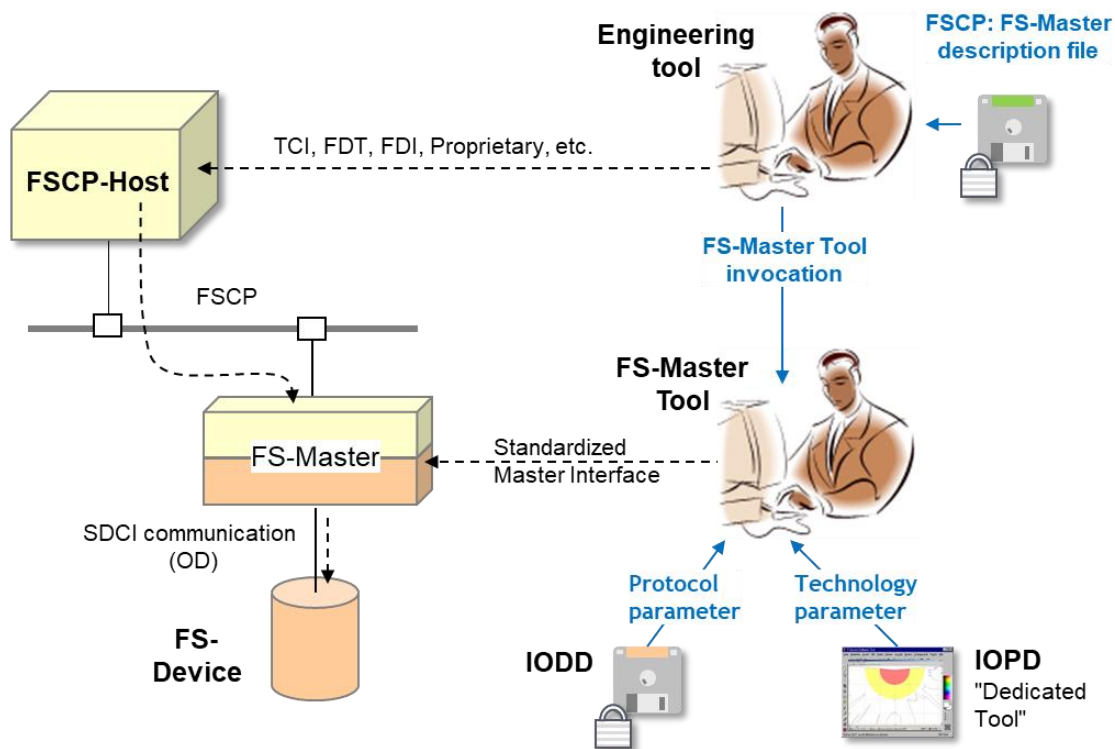 Engineering
tool
FSCP: FS-Master
description file
TCI, FDT, FDI, Proprietary, etc.
FSCP-Host
FS-Master Tool
invocation
FSCP
FS-Master
Tool
FS-Master
Standardized
Master Interface
SDCI communication
(OD)
Protocol
parameter
Technology
parameter
FS-
Device
IODD
IOPD
"Dedicated
Tool"